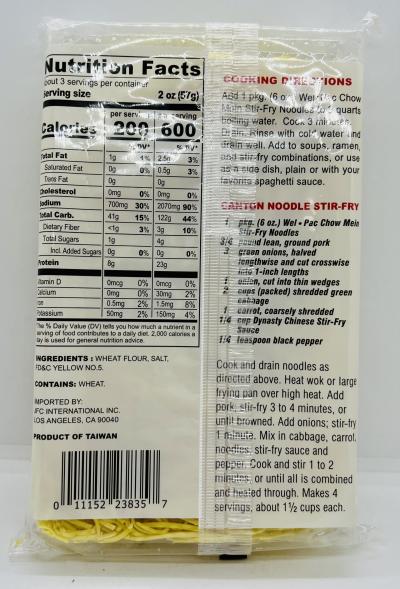 Nutrition Facts
about 3 servings per container
Serving size 2 oz (57g)
per serving
Calories 200 600
% DV* % DV*
Total Fat 1g 1% 2.5g 3%
Saturated Fat 0g 0% 0.5g 3%
Trans Fat 0g 0g
Cholesterol 0mg 0% 0mg 0%
Sodium 700mg 30% 2070mg 90%
Total Carb. 41g 15% 122g 44%
Dietary Fiber <1g 3% 3g 10%
Total Sugars 1g 4g
Incl. Added Sugars 0g 0% 0g 0%
Protein 8g 23g
Vitamin D 0mcg 0% 0mcg 0%
Calcium 0mg 0% 30mg 2%
Iron 0.5mg 2% 1.5mg 8%
Potassium 50mg 2% 150mg 4%
*The % Daily Value (DV) tells you how much a nutrient in a
serving of food contributes to a daily diet. 2,000 calories a
day is used for general nutrition advice.
INGREDIENTS : WHEAT FLOUR, SALT,
FD&C YELLOW NO.5.
CONTAINS: WHEAT.
IMPORTED BY:
JFC INTERNATIONAL INC.
LOS ANGELES, CA 90040
PRODUCT OF TAIWAN
0 11152 23835 7
COOKING DIRECTIONS
Add 1 pkg. (6 oz.) Wel-Pac Chow
Mein Stir-Fry Noodles to 2 quarts
boiling water. Cook 3 minutes.
Drain. Rinse with cold water and
drain well. Add to soups, ramen,
and stir-fry combinations, or use
as a side dish, plain or with your
favorite spaghetti sauce.
CANTON NOODLE STIR-FRY
1 pkg. (6 oz.) Wel • Pac Chow Mein
Stir-Fry Noodles
3/4 pound lean, ground pork
3 green onions, halved
lengthwise and cut crosswise
into 1-inch lengths
1 onion, cut into thin wedges
2 cups (packed) shredded green
cabbage
1 carrot, coarsely shredded
1/4 cup Dynasty Chinese Stir-Fry
Sauce
1/4 teaspoon black pepper
Cook and drain noodles as
directed above. Heat wok or large
frying pan over high heat. Add
pork; stir-fry 3 to 4 minutes, or
until browned. Add onions; stir-fry
1 minute. Mix in cabbage, carrot,
noodles, stir-fry sauce and
pepper. Cook and stir 1 to 2
minutes, or until all is combined
and heated through. Makes 4
servings, about 1½ cups each.